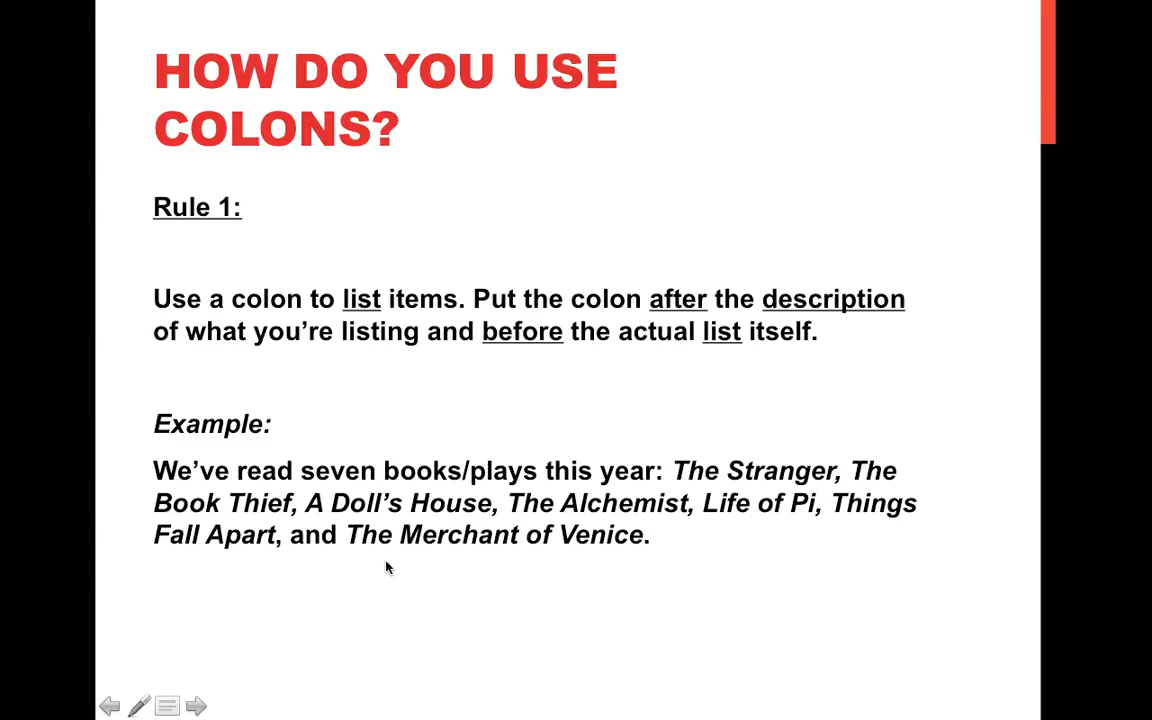 HOW DO YOU USE
COLONS?
Rule 1:
Use a colon to list items. Put the colon after the description
of what you’re listing and before the actual list itself.
Example:
We’ve read seven books/plays this year: The Stranger, The
Book Thief, A Doll’s House, The Alchemist, Life of Pi, Things
Fall Apart, and The Merchant of Venice.